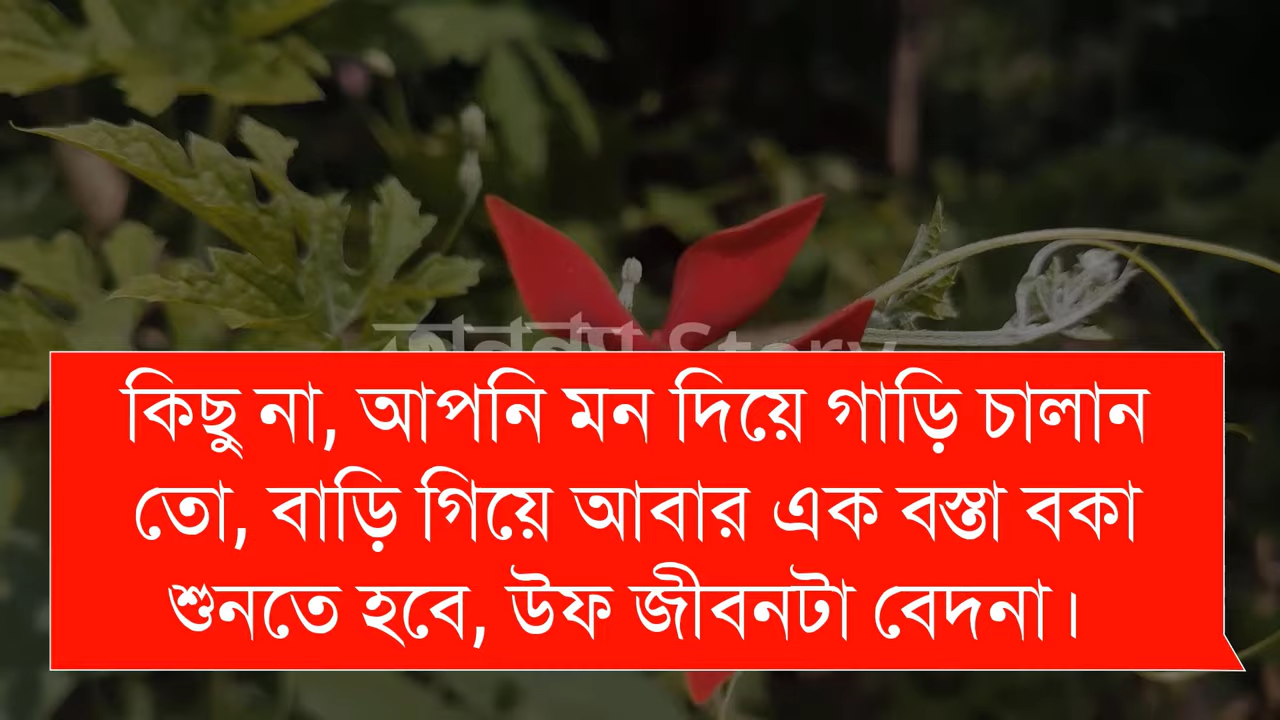 কিছু না, আপনি মন দিয়ে গাড়ি চালান
তো, বাড়ি গিয়ে আবার এক বস্তা বকা
শুনতে হবে, উফ জীবনটা বেদনা।